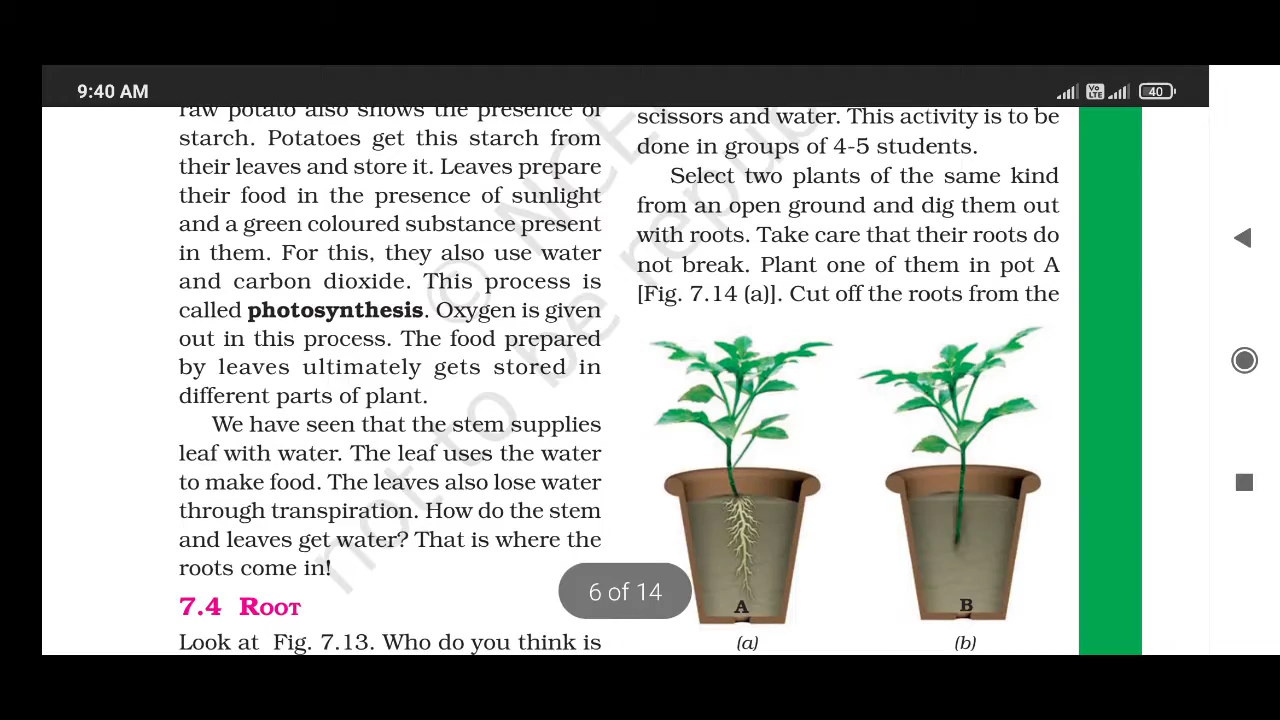 9:40 AM
Vo
LTE
40
raw potato also shows the presence of
starch. Potatoes get this starch from
their leaves and store it. Leaves prepare
their food in the presence of sunlight
and a green coloured substance present
in them. For this, they also use water
and carbon dioxide. This process is
called photosynthesis. Oxygen is given
out in this process. The food prepared
by leaves ultimately gets stored in
different parts of plant.
We have seen that the stem supplies
leaf with water. The leaf uses the water
to make food. The leaves also lose water
through transpiration. How do the stem
and leaves get water? That is where the
roots come in!
7.4 ROOT
Look at Fig. 7.13. Who do you think is
scissors and water. This activity is to be
done in groups of 4-5 students.
Select two plants of the same kind
from an open ground and dig them out
with roots. Take care that their roots do
not break. Plant one of them in pot A
[Fig. 7.14 (a)]. Cut off the roots from the
A
B
(a)
(b)
6 of 14
© NCE
not to be repub